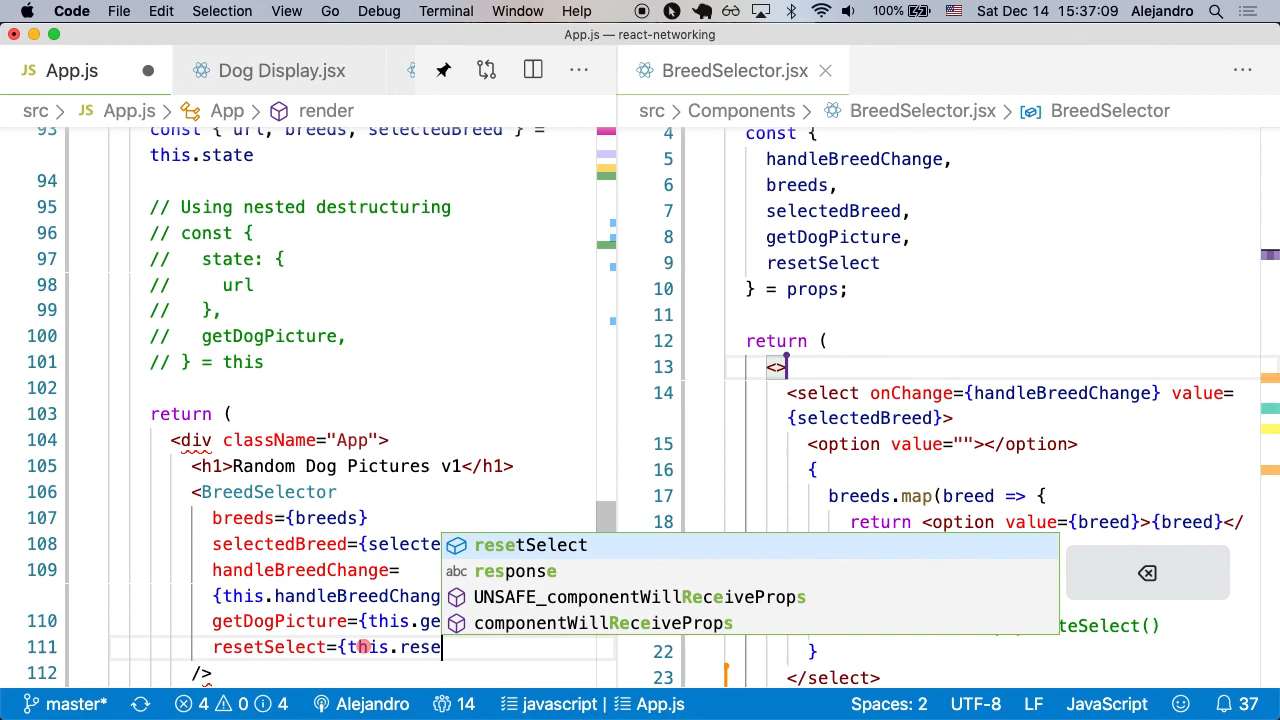 Code File Edit Selection View Go Debug Terminal Window Help 100% Sat Dec 14 15:37:09 Alejandro
App.js — react-networking
JS App.js Dog Display.jsx
src > JS App.js > App > render
93 const { url, breeds, selectedBreed } =
this.state
94
95 // Using nested destructuring
96 // const {
97 //   state: {
98 //     url
99 //   },
100 //   getDogPicture,
101 // } = this
102
103 return (
104 <div className="App">
105 <h1>Random Dog Pictures v1</h1>
106 <BreedSelector
107 breeds={breeds}
108 selectedBreed={selecte
109 handleBreedChange=
{this.handleBreedChang
110 getDogPicture={this.ge
111 resetSelect={this.rese
112 />
resetSelect
abc response
UNSAFE_componentWillReceiveProps
componentWillReceiveProps
BreedSelector.jsx
src > Components > BreedSelector.jsx > BreedSelector
4 const {
5 handleBreedChange,
6 breeds,
7 selectedBreed,
8 getDogPicture,
9 resetSelect
10 } = props;
11
12 return (
13 <>
14 <select onChange={handleBreedChange} value=
{selectedBreed}>
15 <option value=""></option>
16 {
17 breeds.map(breed => {
18 return <option value={breed}>{breed}</
teSelect()
22 }
23 </select>
master* 4 0 4 Alejandro 14 javascript | App.js Spaces: 2 UTF-8 LF JavaScript 37